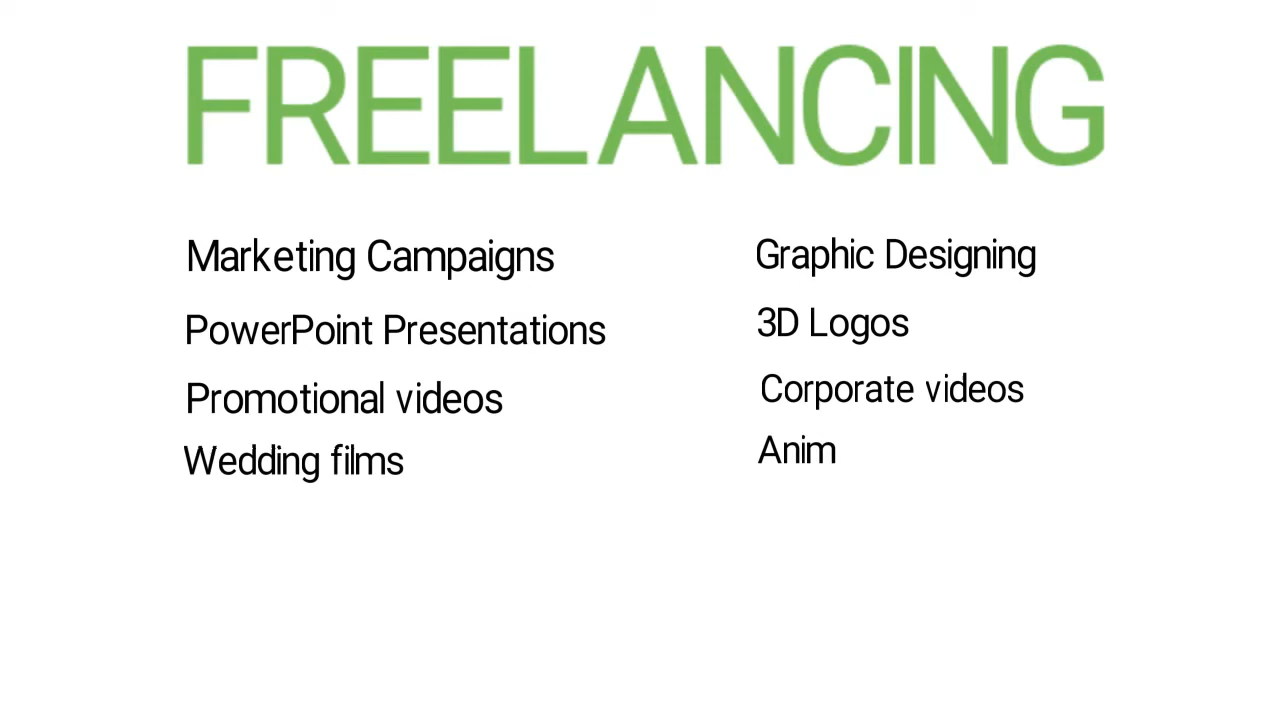 FREELANCING
Marketing Campaigns
PowerPoint Presentations
Promotional videos
Wedding films
Graphic Designing
3D Logos
Corporate videos
Anim